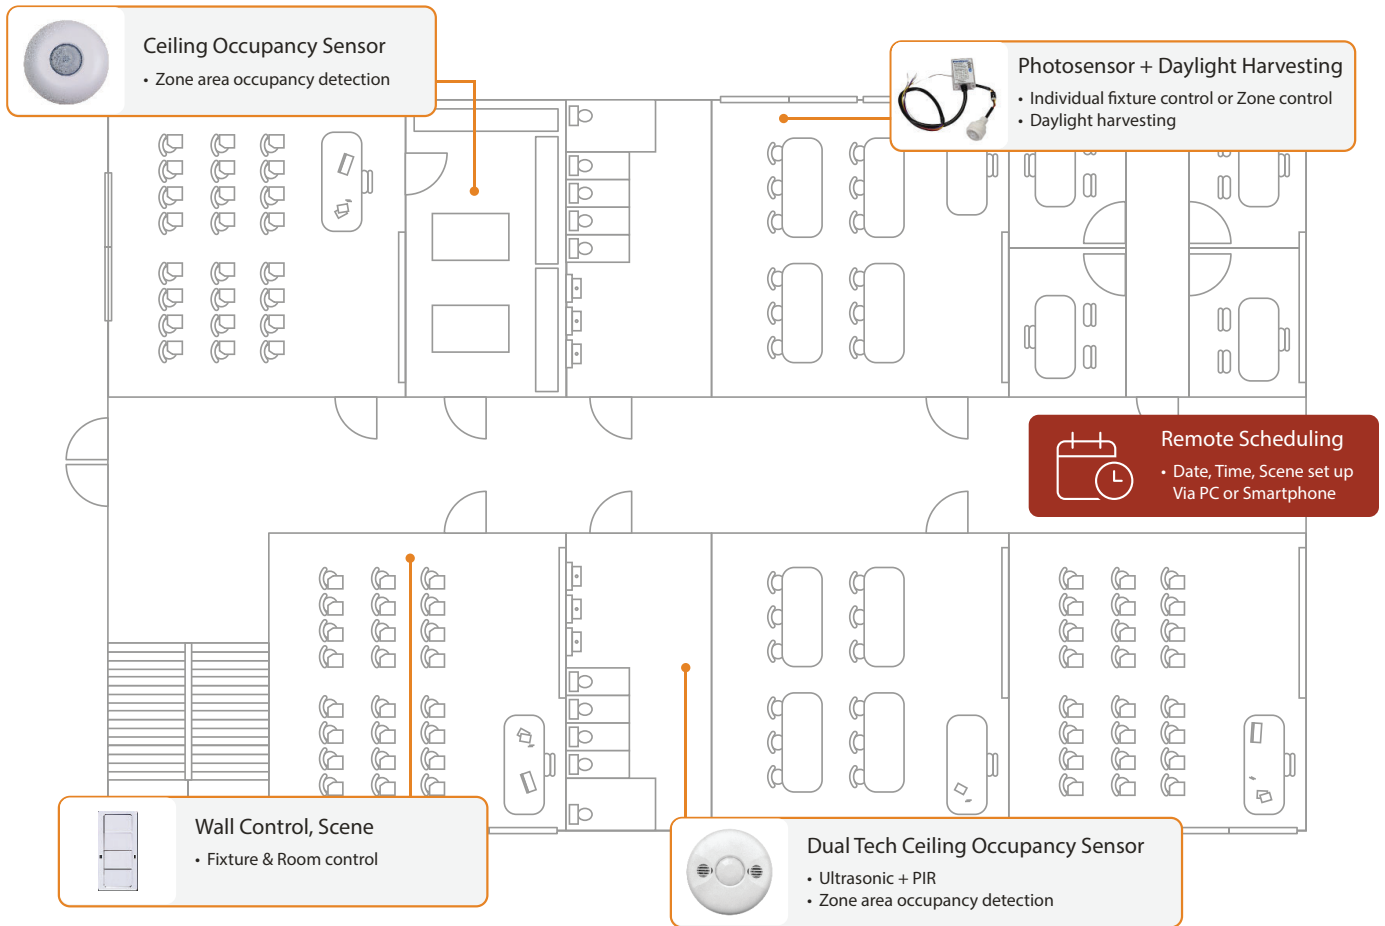 Ceiling Occupancy Sensor
• Zone area occupancy detection
Photosensor + Daylight Harvesting
• Individual fixture control or Zone control
• Daylight harvesting
Remote Scheduling
• Date, Time, Scene set up
Via PC or Smartphone
Wall Control, Scene
• Fixture & Room control
Dual Tech Ceiling Occupancy Sensor
• Ultrasonic + PIR
• Zone area occupancy detection